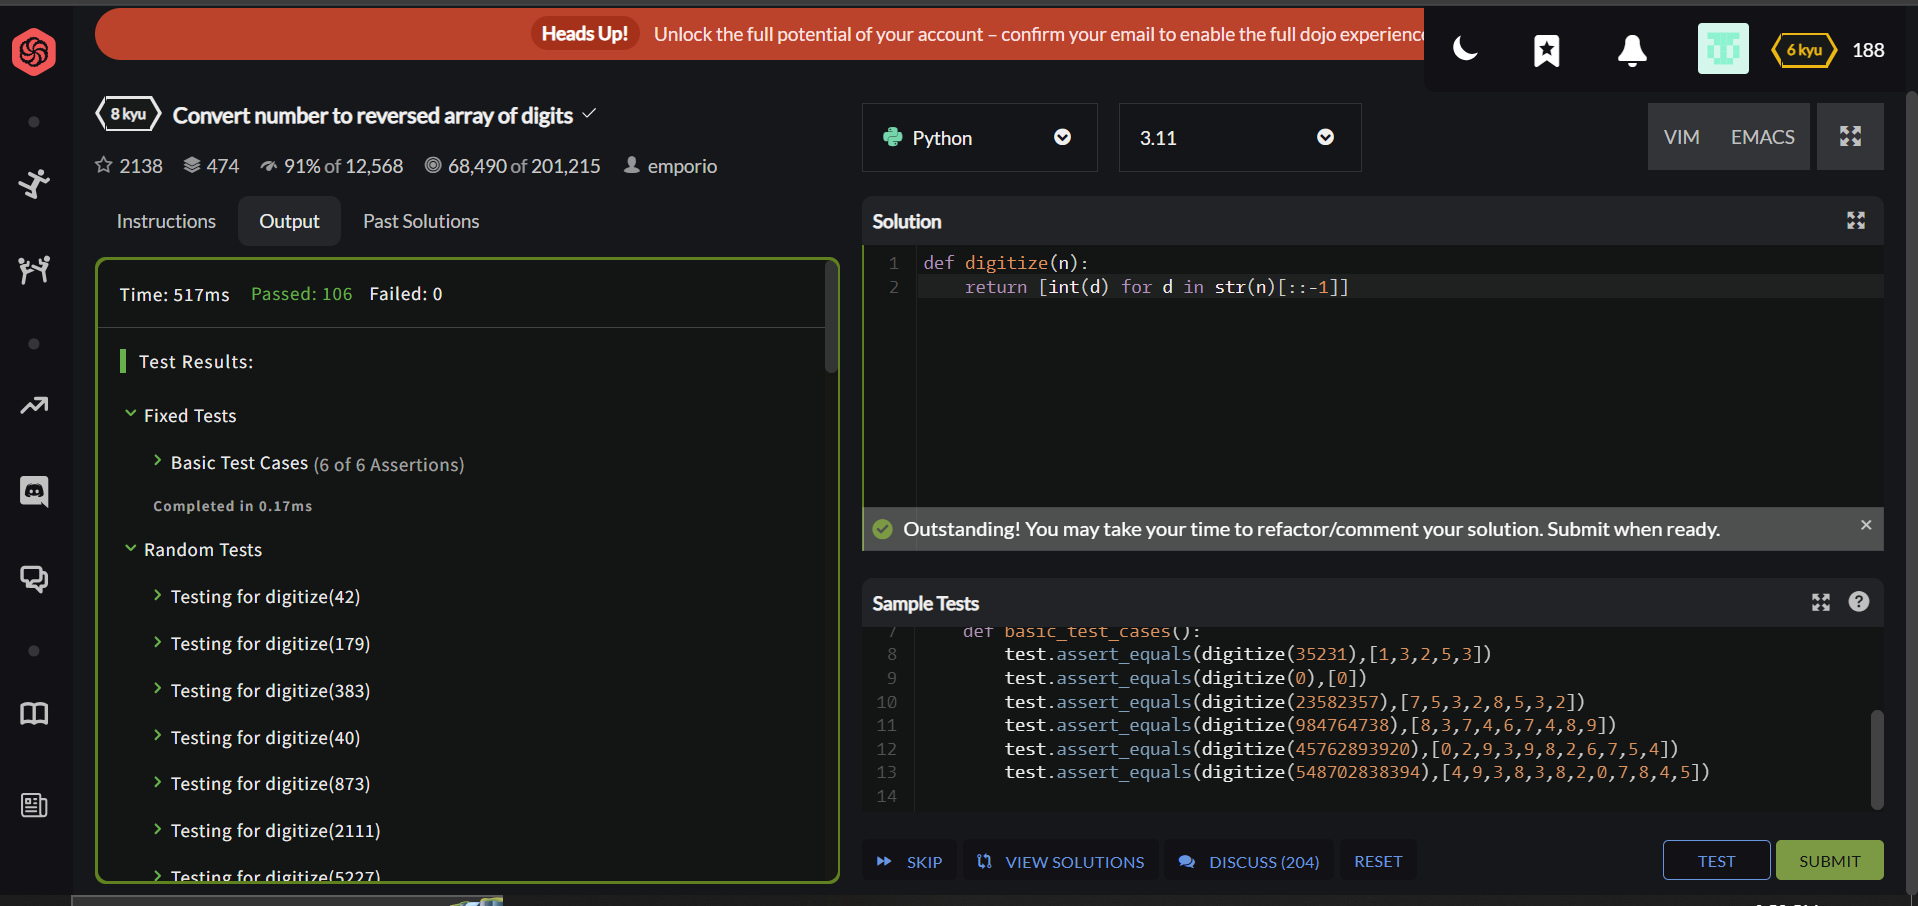 Heads Up! Unlock the full potential of your account – confirm your email to enable the full dojo experience
6 kyu 188
8 kyu Convert number to reversed array of digits
2138 474 91% of 12,568 68,490 of 201,215 emporio
Instructions Output Past Solutions
Time: 517ms Passed: 106 Failed: 0
Test Results:
Fixed Tests
Basic Test Cases (6 of 6 Assertions)
Completed in 0.17ms
Random Tests
Testing for digitize(42)
Testing for digitize(179)
Testing for digitize(383)
Testing for digitize(40)
Testing for digitize(873)
Testing for digitize(2111)
Testing for digitize(5227)
Python 3.11 VIM EMACS
Solution
1 def digitize(n):
2 return [int(d) for d in str(n)[::-1]]
Outstanding! You may take your time to refactor/comment your solution. Submit when ready.
Sample Tests
7 def basic_test_cases():
8 test.assert_equals(digitize(35231),[1,3,2,5,3])
9 test.assert_equals(digitize(0),[0])
10 test.assert_equals(digitize(23582357),[7,5,3,2,8,5,3,2])
11 test.assert_equals(digitize(984764738),[8,3,7,4,6,7,4,8,9])
12 test.assert_equals(digitize(45762893920),[0,2,9,3,9,8,2,6,7,5,4])
13 test.assert_equals(digitize(548702838394),[4,9,3,8,3,8,2,0,7,8,4,5])
14
SKIP VIEW SOLUTIONS DISCUSS (204) RESET TEST SUBMIT